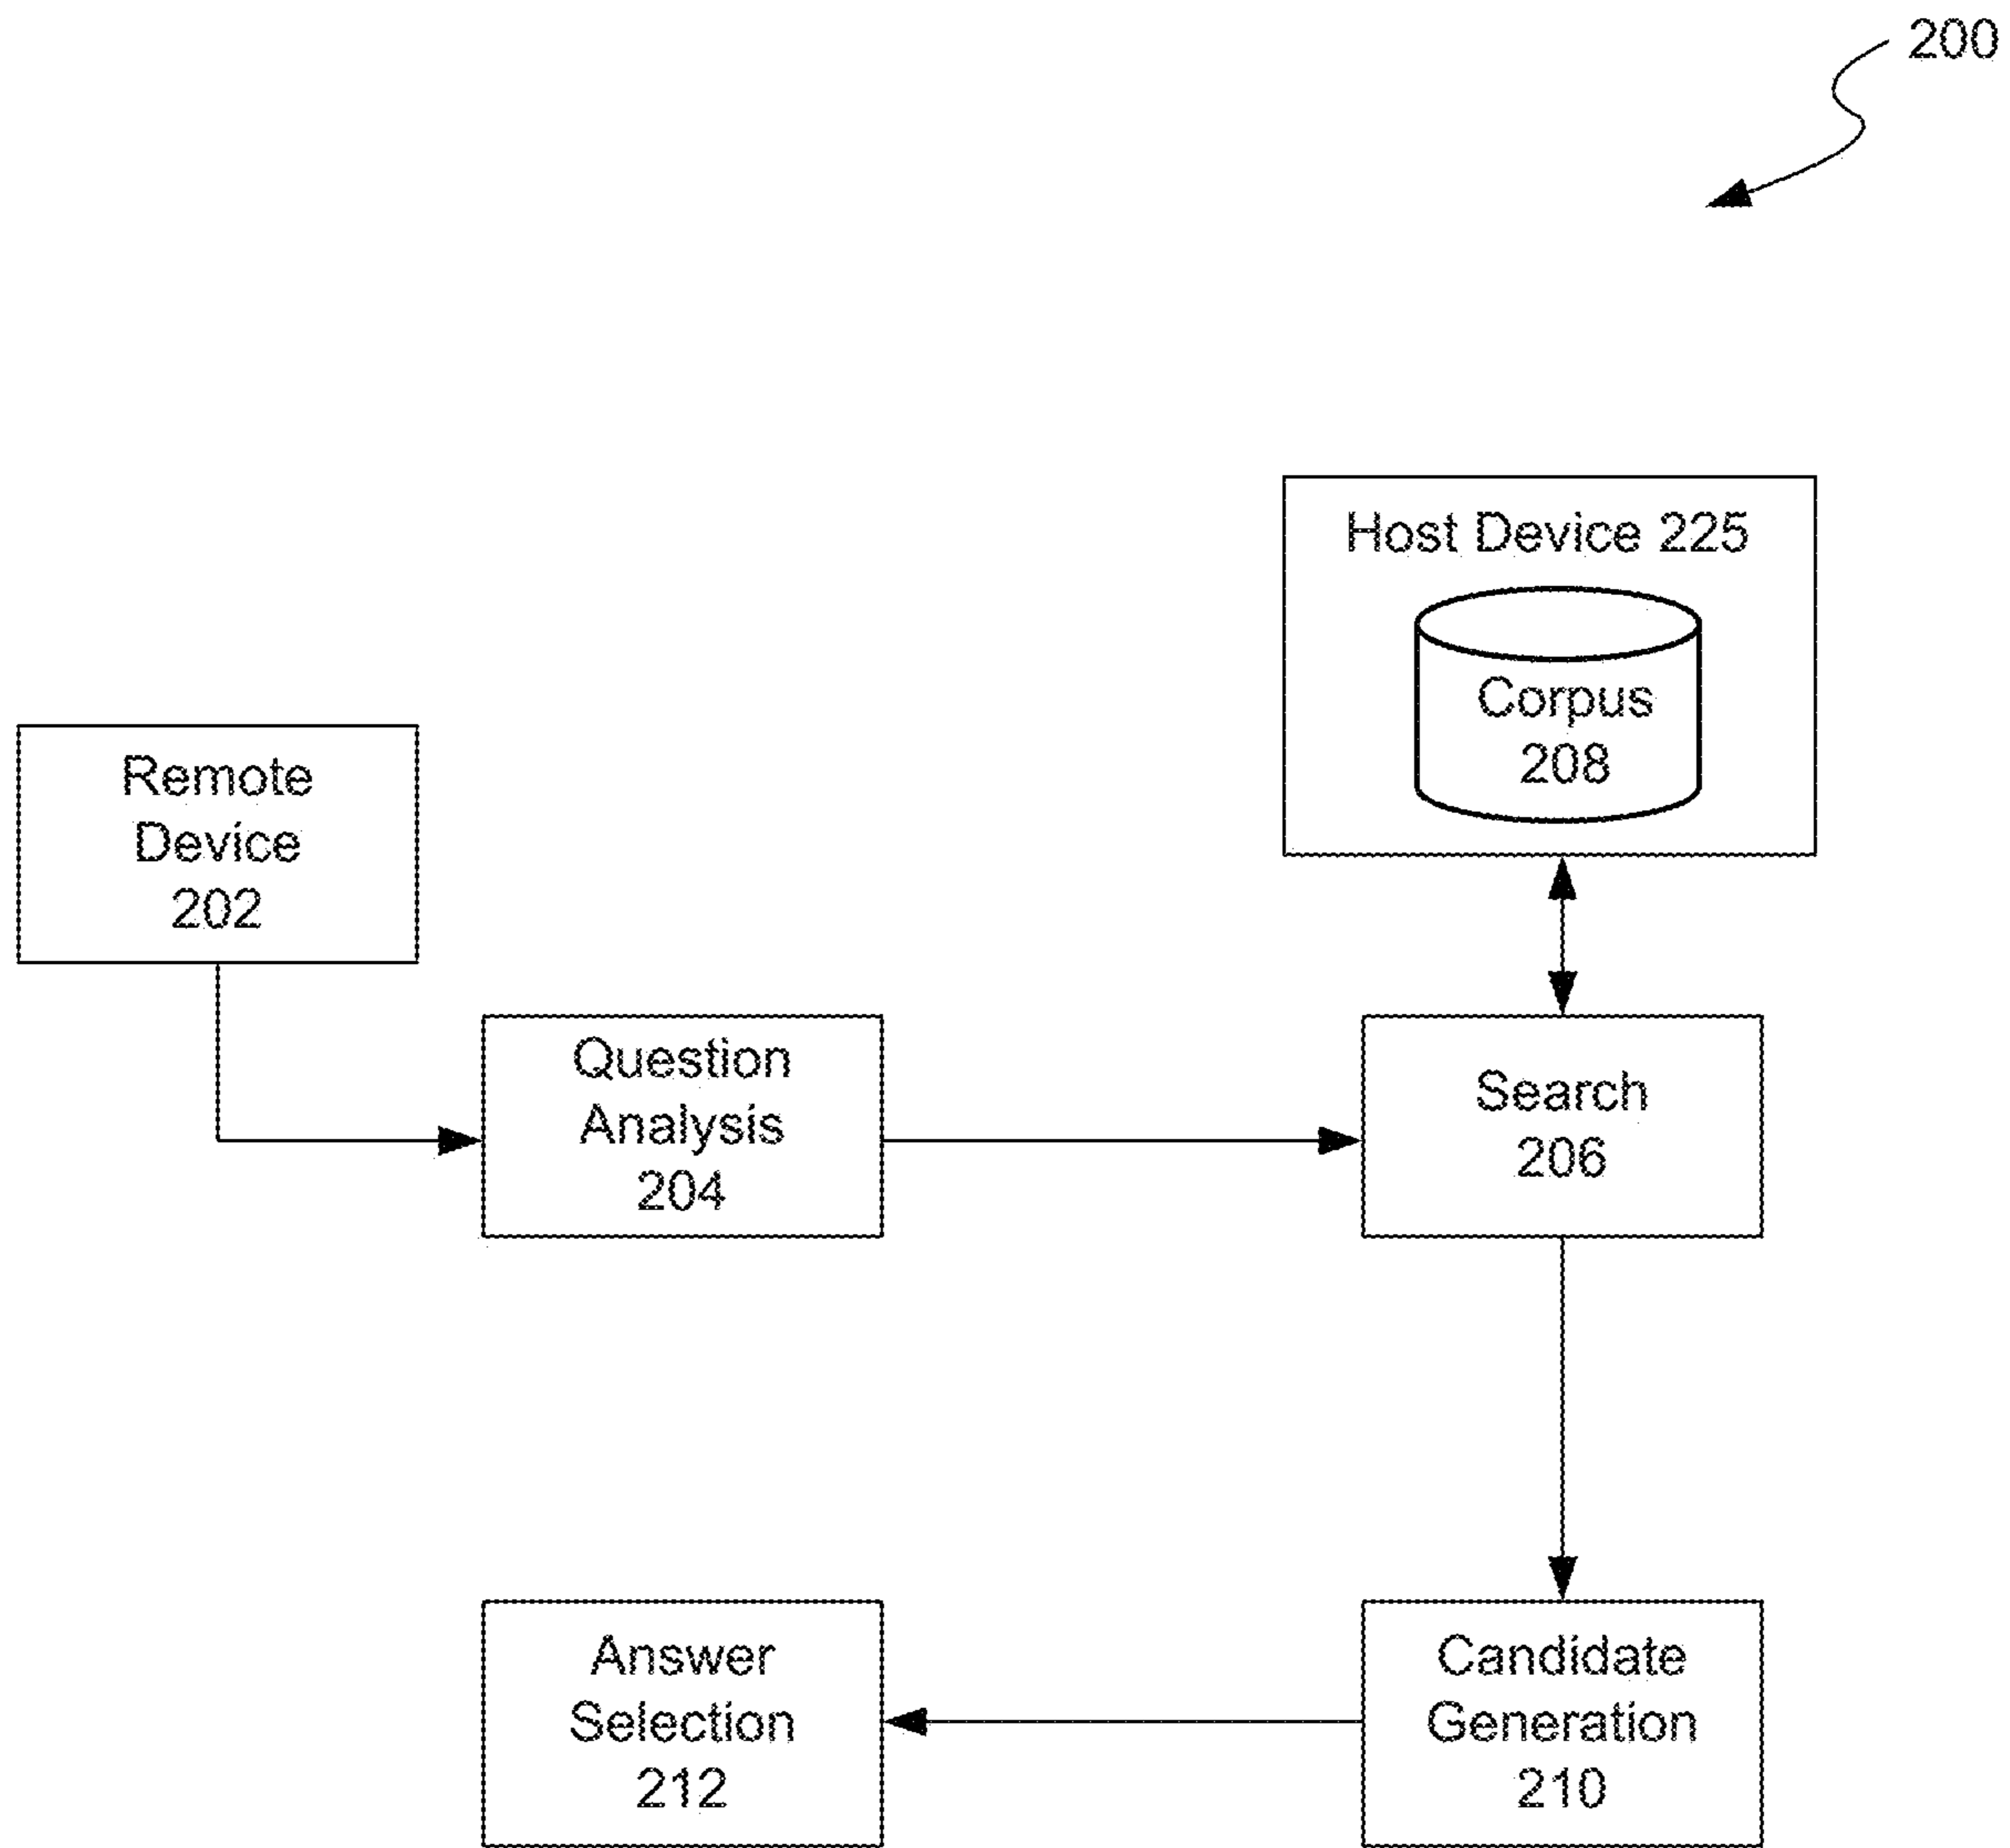 200
Host Device 225
Corpus
208
Remote
Device
202
Question
Analysis
204
Search
206
Answer
Selection
212
Candidate
Generation
210